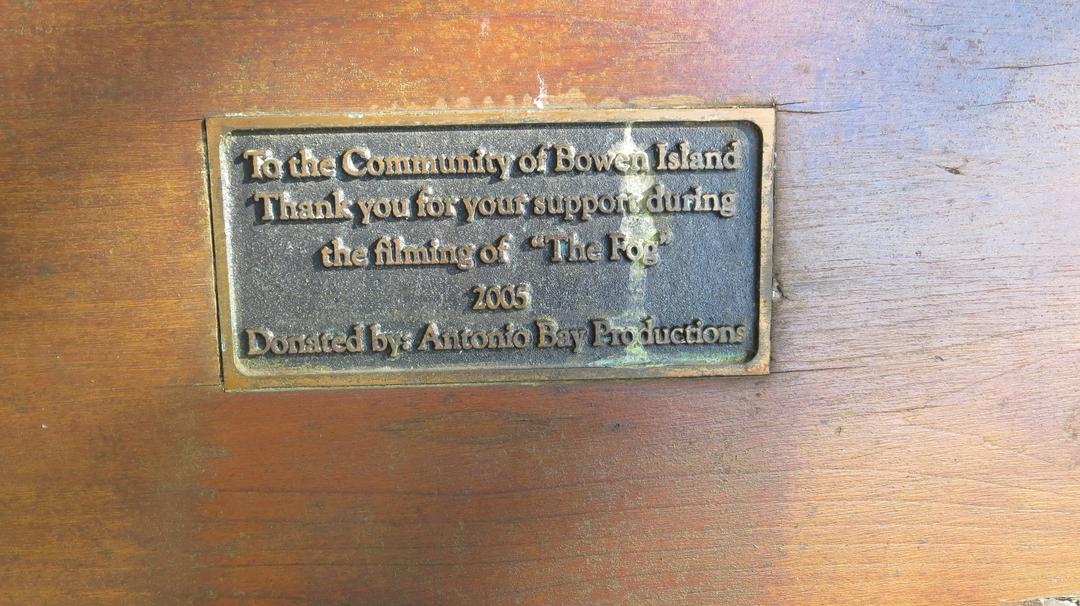 To the Community of Bowen Island
Thank you for your support during
the filming of "The Fog"
2005
Donated by: Antonio Bay Productions